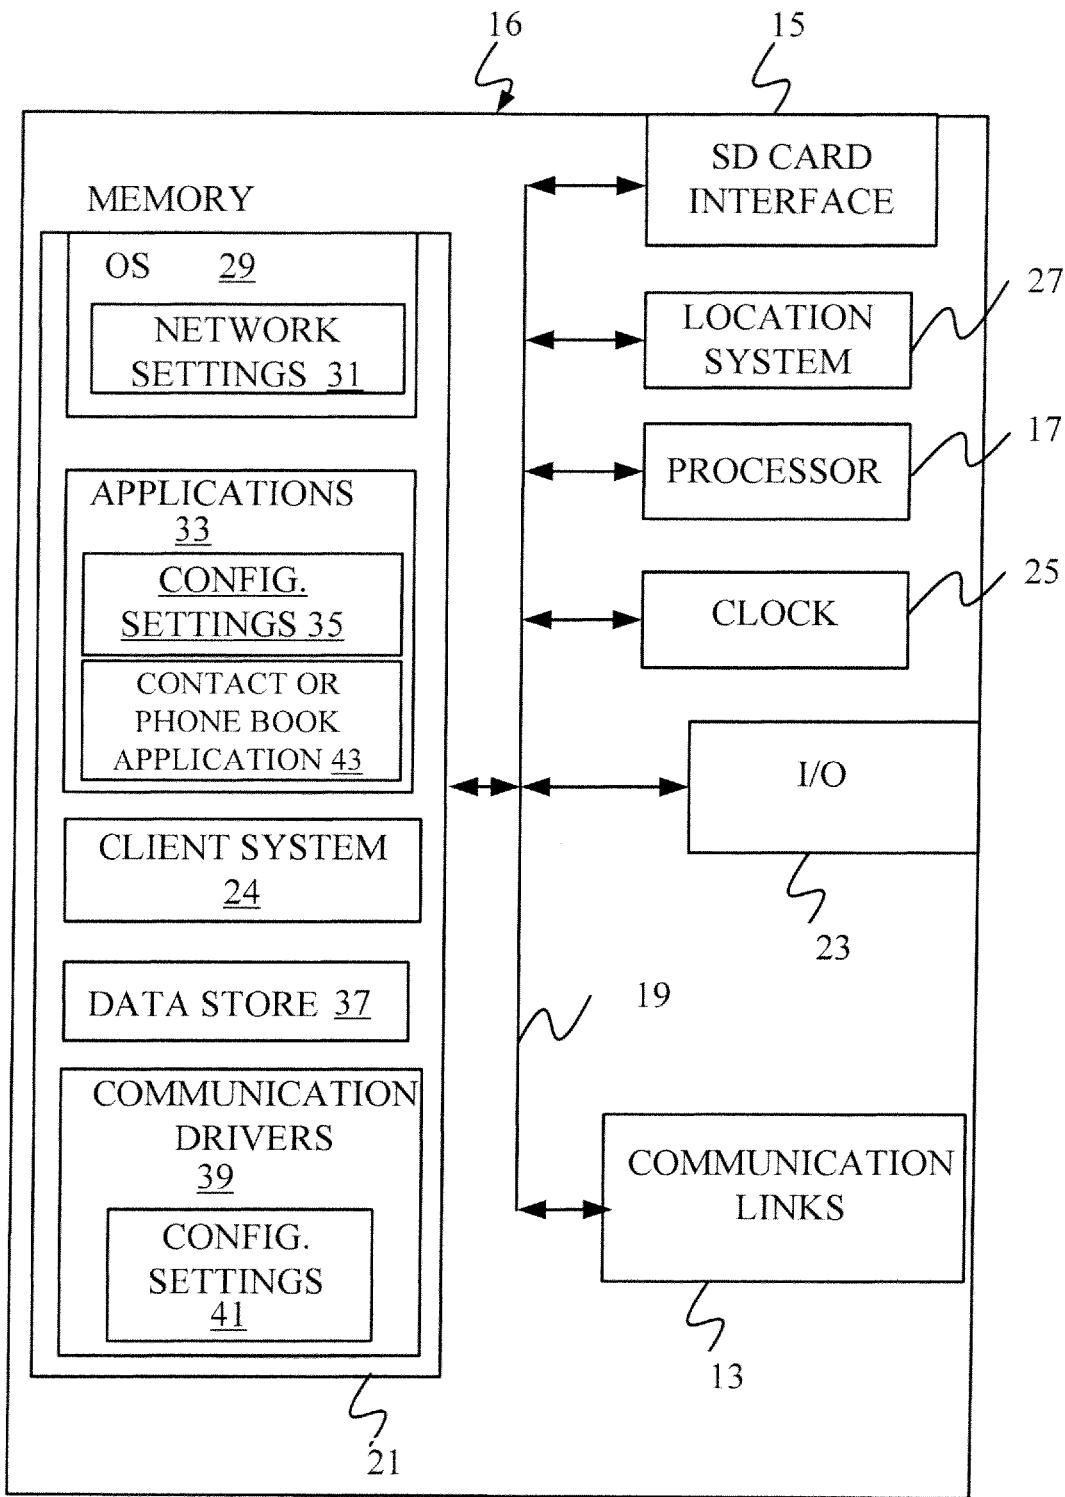 16
15
MEMORY
OS 29
NETWORK
SETTINGS 31
APPLICATIONS
33
CONFIG.
SETTINGS 35
CONTACT OR
PHONE BOOK
APPLICATION 43
CLIENT SYSTEM
24
DATA STORE 37
COMMUNICATION
DRIVERS
39
CONFIG.
SETTINGS
41
21
SD CARD
INTERFACE
LOCATION
SYSTEM
27
PROCESSOR
17
CLOCK
25
I/O
23
19
COMMUNICATION
LINKS
13